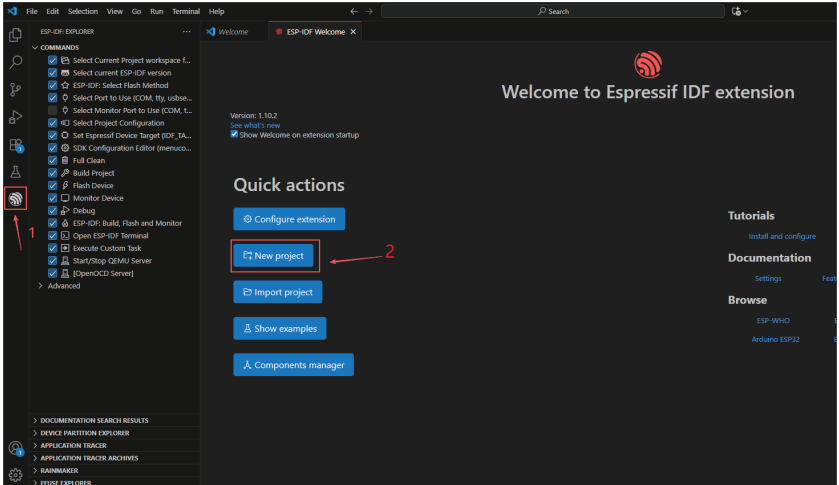 File Edit Selection View Go Run Terminal Help
Search
ESP-IDF: EXPLORER
Welcome
ESP-IDF Welcome
COMMANDS
Select Current Project workspace f...
Select current ESP-IDF version
ESP-IDF: Select Flash Method
Select Port to Use (COM, tty, usbse...
Select Monitor Port to Use (COM, t...
Select Project Configuration
Set Espressif Device Target (IDF_TA...
SDK Configuration Editor (menuco...
Full Clean
Build Project
Flash Device
Monitor Device
Debug
ESP-IDF: Build, Flash and Monitor
Open ESP-IDF Terminal
Execute Custom Task
Start/Stop QEMU Server
[OpenOCD Server]
Advanced
1
DOCUMENTATION SEARCH RESULTS
DEVICE PARTITION EXPLORER
APPLICATION TRACER
APPLICATION TRACER ARCHIVES
RAINMAKER
EFUSE EXPLORER
Welcome to Espressif IDF extension
Version: 1.10.2
See what's new
Show Welcome on extension startup
Quick actions
Configure extension
New project
2
Import project
Show examples
Components manager
Tutorials
Install and configure
Documentation
Settings
Browse
ESP-WHO
Arduino ESP32